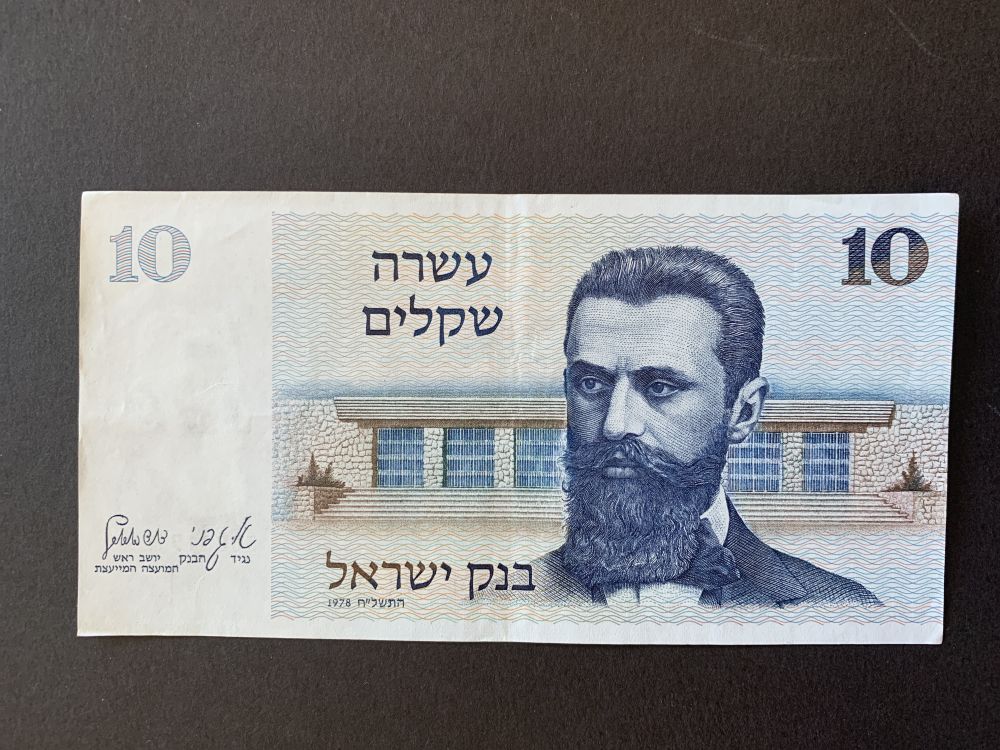 10
10
עשרה
שקלים
נגיד הבנק יושב ראש
המועצה המייעצת
בנק ישראל
התשל"ח 1978